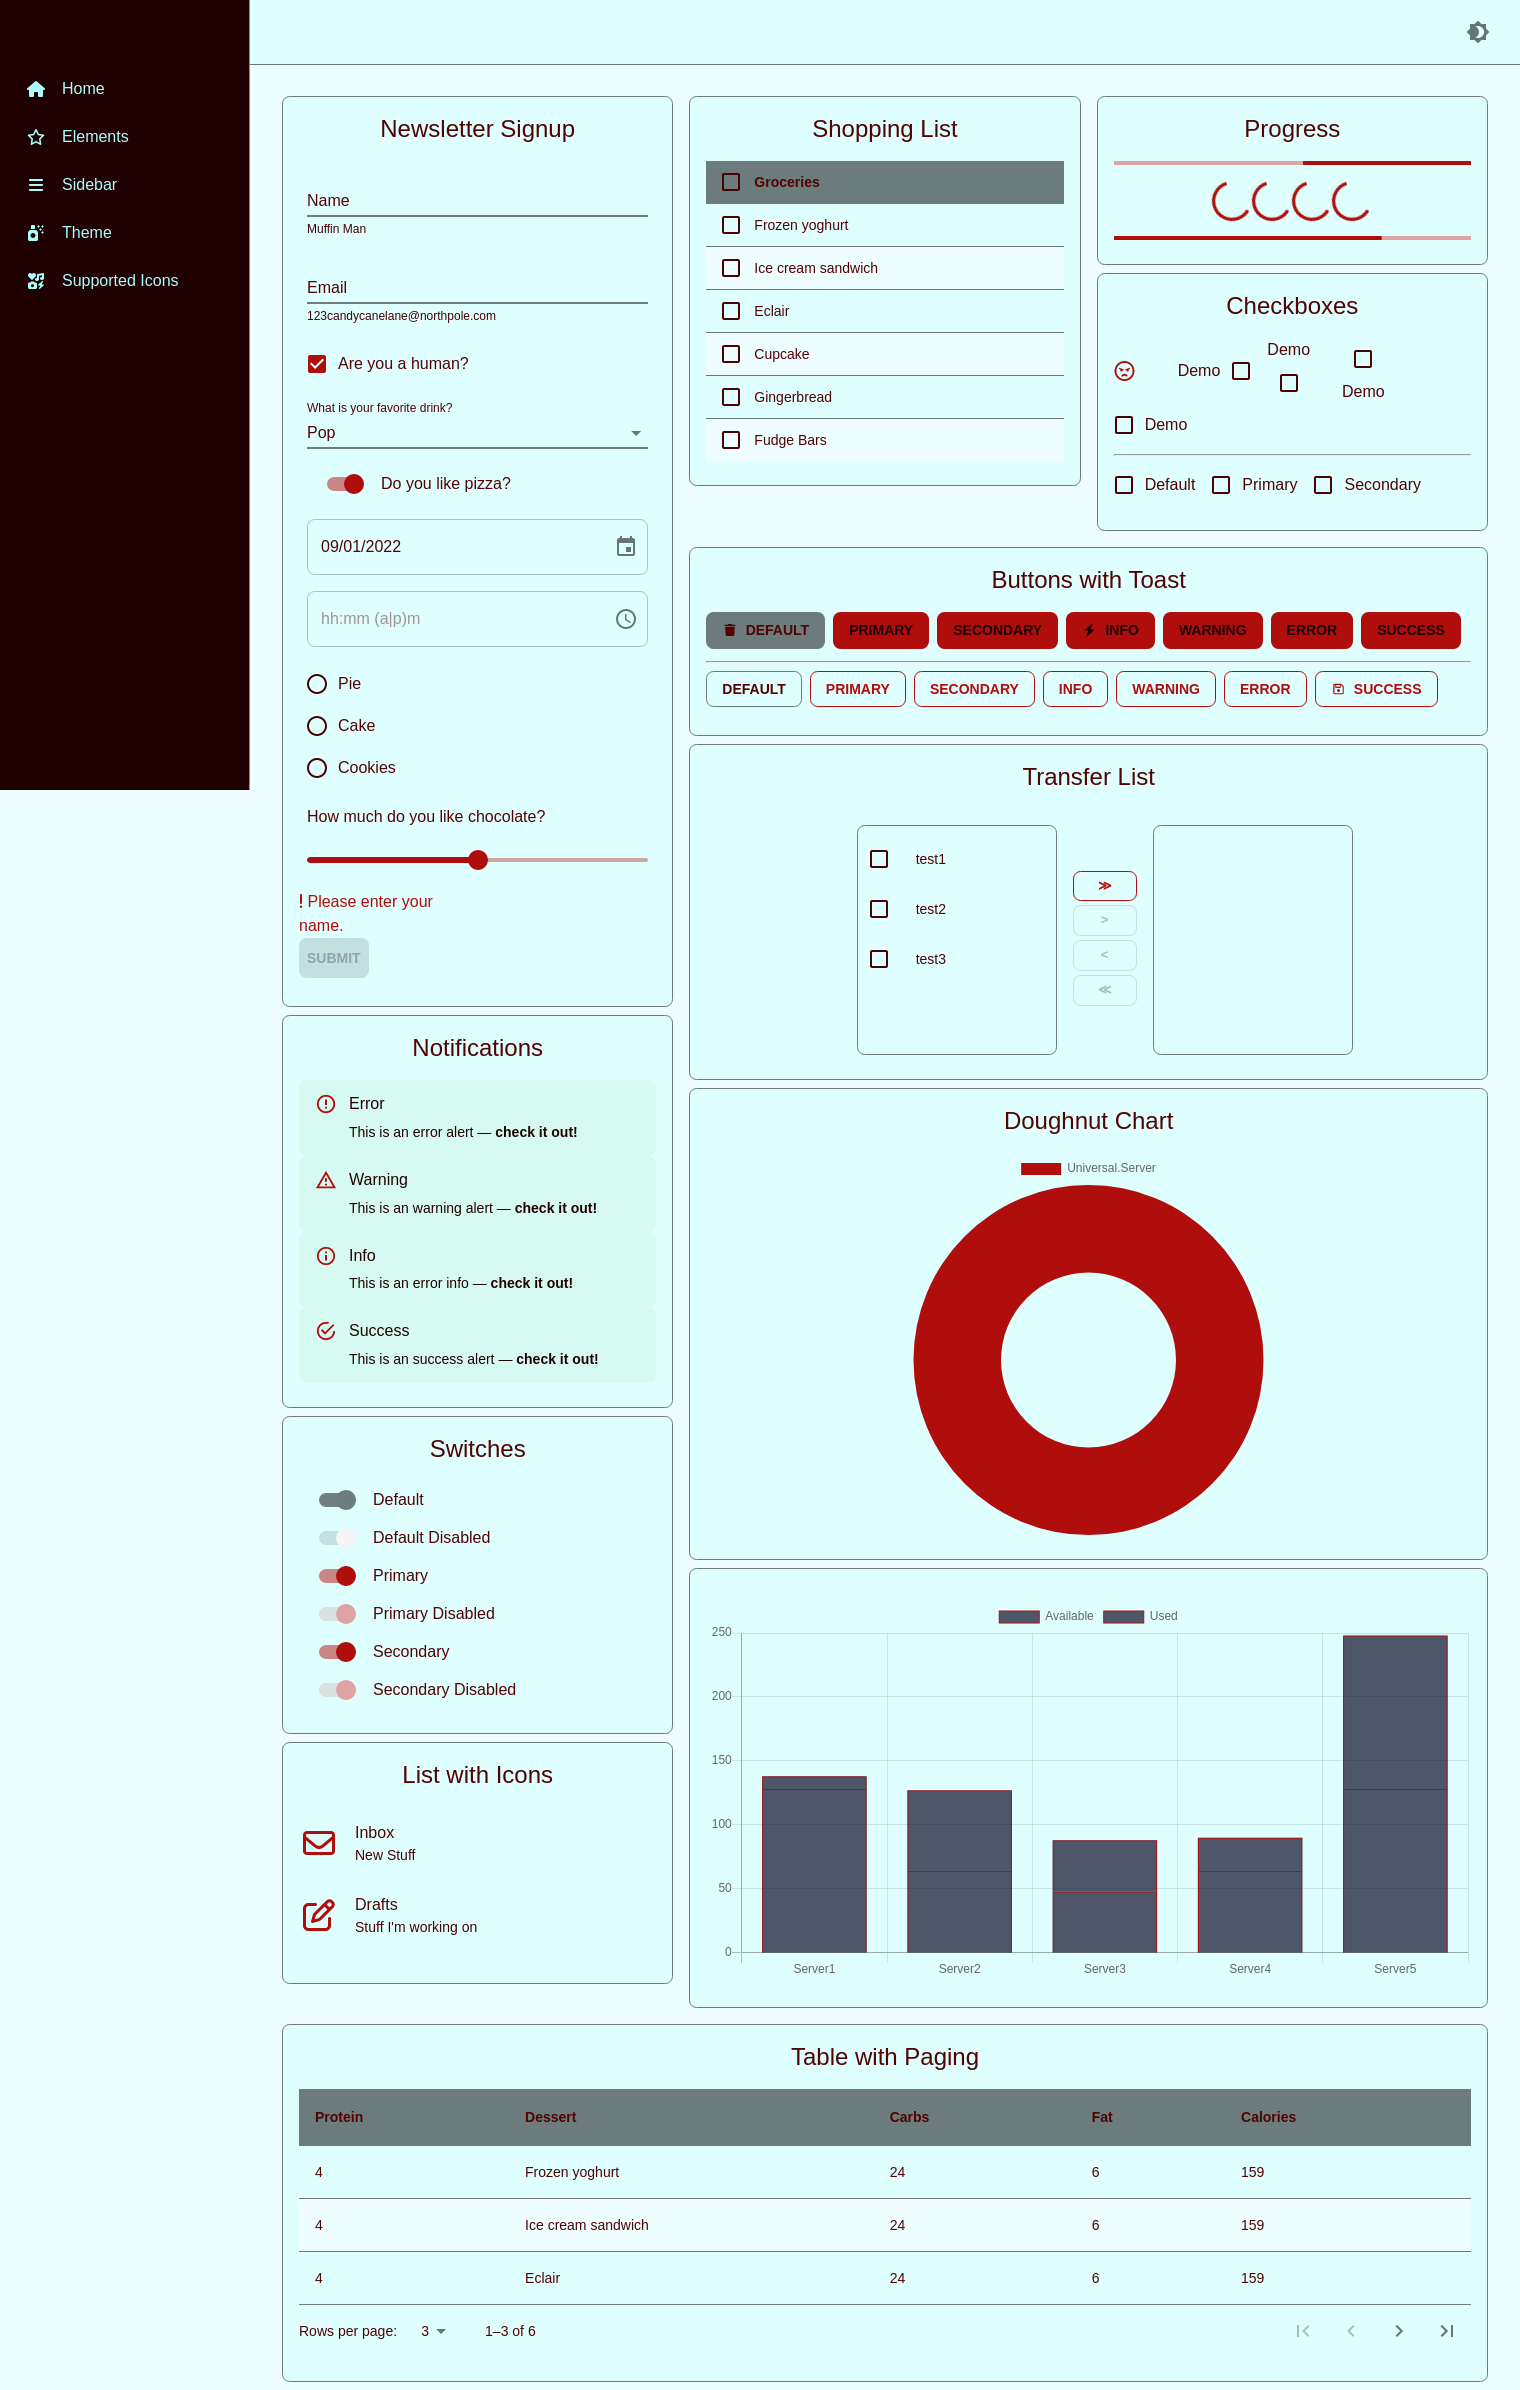 Home
Elements
Sidebar
Theme
Supported Icons
Newsletter Signup
Name
Muffin Man
Email
123candycanelane@northpole.com
Are you a human?
What is your favorite drink?
Pop
Do you like pizza?
09/01/2022
hh:mm (a|p)m
Pie
Cake
Cookies
How much do you like chocolate?
! Please enter your
name.
SUBMIT
Notifications
Error
This is an error alert — check it out!
Warning
This is an warning alert — check it out!
Info
This is an error info — check it out!
Success
This is an success alert — check it out!
Switches
Default
Default Disabled
Primary
Primary Disabled
Secondary
Secondary Disabled
List with Icons
Inbox
New Stuff
Drafts
Stuff I'm working on
Shopping List
Groceries
Frozen yoghurt
Ice cream sandwich
Eclair
Cupcake
Gingerbread
Fudge Bars
Progress
Checkboxes
Demo Demo Demo
Demo
Default Primary Secondary
Buttons with Toast
DEFAULT PRIMARY SECONDARY INFO WARNING ERROR SUCCESS
DEFAULT PRIMARY SECONDARY INFO WARNING ERROR SUCCESS
Transfer List
test1
test2
test3
≫
>
<
≪
Doughnut Chart
Universal.Server
Available Used
250
200
150
100
50
0
Server1 Server2 Server3 Server4 Server5
Table with Paging
Protein Dessert Carbs Fat Calories
4 Frozen yoghurt 24 6 159
4 Ice cream sandwich 24 6 159
4 Eclair 24 6 159
Rows per page: 3 1–3 of 6